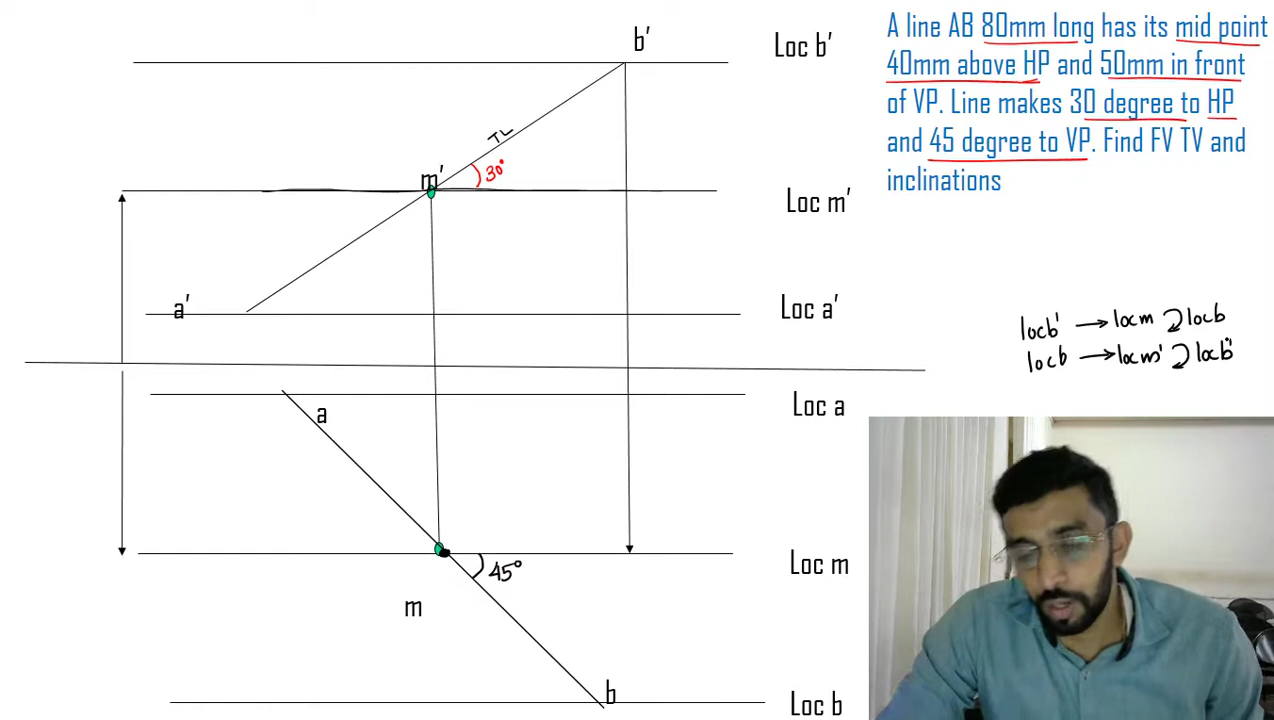 b'
Loc b'
A line AB 80mm long has its mid point
40mm above HP and 50mm in front
of VP. Line makes 30 degree to HP
and 45 degree to VP. Find FV TV and
inclinations
TL
30°
m'
Loc m'
a'
Loc a'
locb' → locm locb
locb → locm' locb'
a
Loc a
45°
Loc m
m
b
Loc b